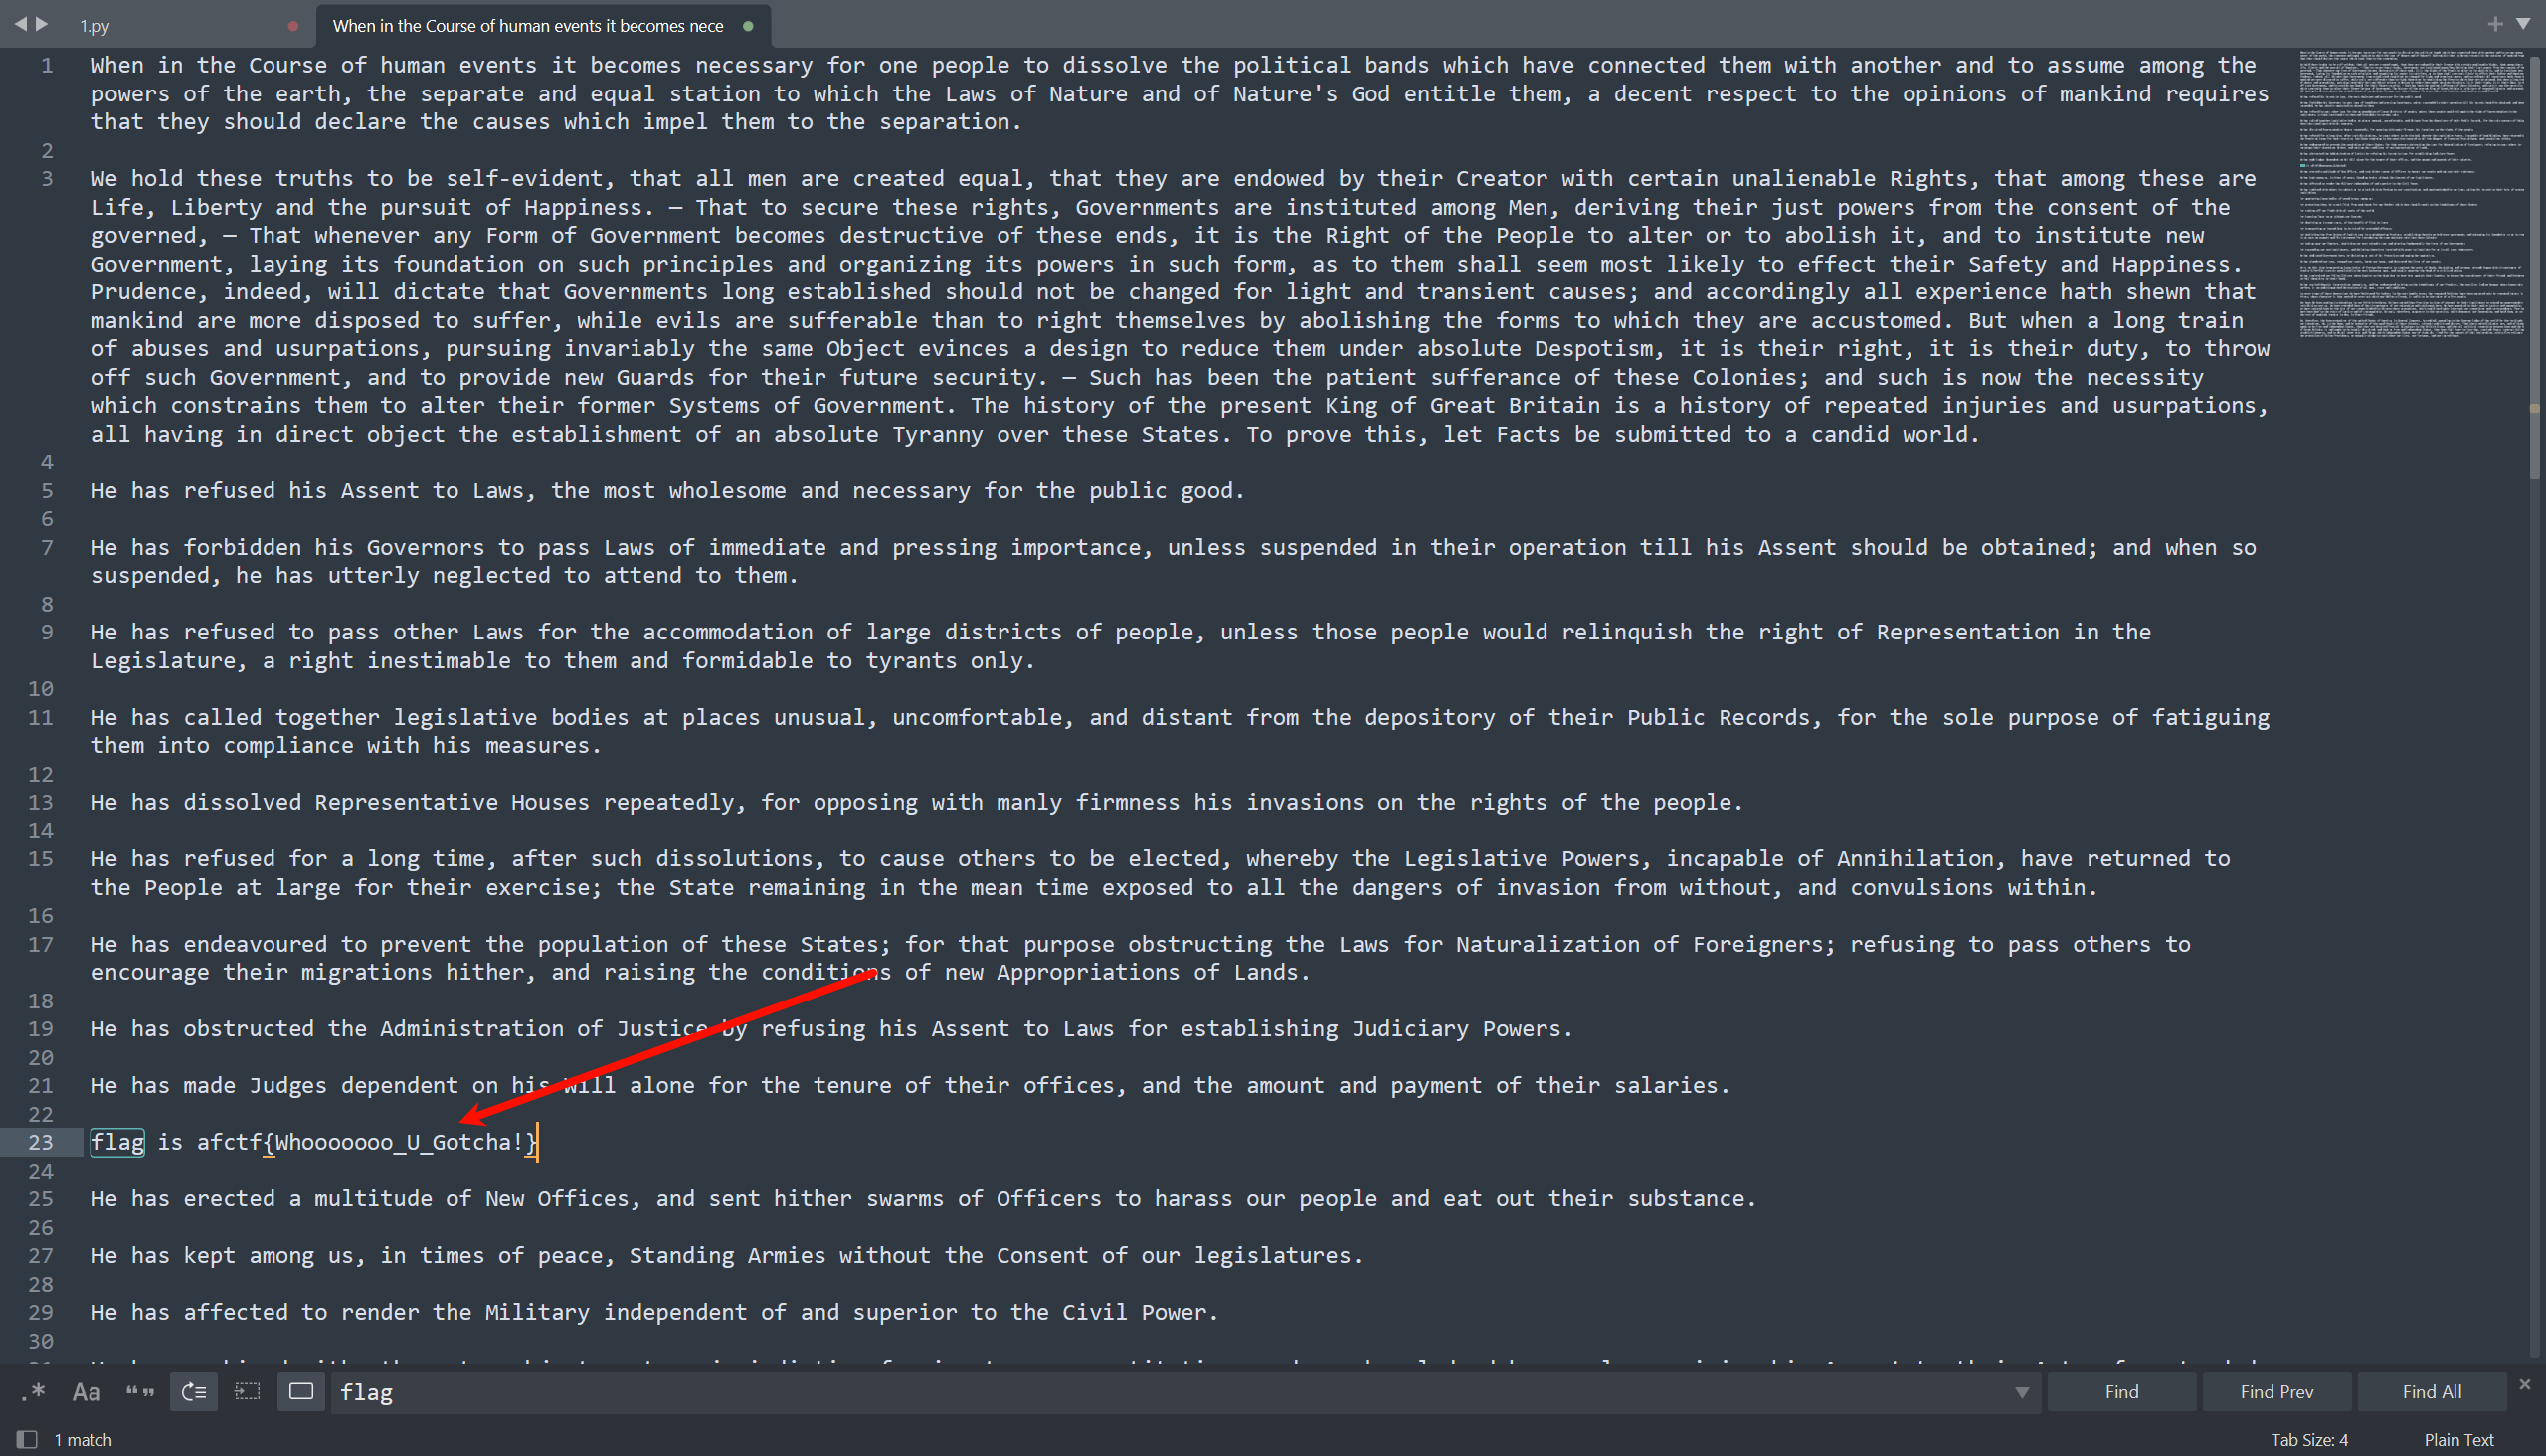 1.py
When in the Course of human events it becomes nece
1 When in the Course of human events it becomes necessary for one people to dissolve the political bands which have connected them with another and to assume among the
powers of the earth, the separate and equal station to which the Laws of Nature and of Nature's God entitle them, a decent respect to the opinions of mankind requires
that they should declare the causes which impel them to the separation.
2
3 We hold these truths to be self-evident, that all men are created equal, that they are endowed by their Creator with certain unalienable Rights, that among these are
Life, Liberty and the pursuit of Happiness. — That to secure these rights, Governments are instituted among Men, deriving their just powers from the consent of the
governed, — That whenever any Form of Government becomes destructive of these ends, it is the Right of the People to alter or to abolish it, and to institute new
Government, laying its foundation on such principles and organizing its powers in such form, as to them shall seem most likely to effect their Safety and Happiness.
Prudence, indeed, will dictate that Governments long established should not be changed for light and transient causes; and accordingly all experience hath shewn that
mankind are more disposed to suffer, while evils are sufferable than to right themselves by abolishing the forms to which they are accustomed. But when a long train
of abuses and usurpations, pursuing invariably the same Object evinces a design to reduce them under absolute Despotism, it is their right, it is their duty, to throw
off such Government, and to provide new Guards for their future security. — Such has been the patient sufferance of these Colonies; and such is now the necessity
which constrains them to alter their former Systems of Government. The history of the present King of Great Britain is a history of repeated injuries and usurpations,
all having in direct object the establishment of an absolute Tyranny over these States. To prove this, let Facts be submitted to a candid world.
4
5 He has refused his Assent to Laws, the most wholesome and necessary for the public good.
6
7 He has forbidden his Governors to pass Laws of immediate and pressing importance, unless suspended in their operation till his Assent should be obtained; and when so
suspended, he has utterly neglected to attend to them.
8
9 He has refused to pass other Laws for the accommodation of large districts of people, unless those people would relinquish the right of Representation in the
Legislature, a right inestimable to them and formidable to tyrants only.
10
11 He has called together legislative bodies at places unusual, uncomfortable, and distant from the depository of their Public Records, for the sole purpose of fatiguing
them into compliance with his measures.
12
13 He has dissolved Representative Houses repeatedly, for opposing with manly firmness his invasions on the rights of the people.
14
15 He has refused for a long time, after such dissolutions, to cause others to be elected, whereby the Legislative Powers, incapable of Annihilation, have returned to
the People at large for their exercise; the State remaining in the mean time exposed to all the dangers of invasion from without, and convulsions within.
16
17 He has endeavoured to prevent the population of these States; for that purpose obstructing the Laws for Naturalization of Foreigners; refusing to pass others to
encourage their migrations hither, and raising the conditions of new Appropriations of Lands.
18
19 He has obstructed the Administration of Justice by refusing his Assent to Laws for establishing Judiciary Powers.
20
21 He has made Judges dependent on his Will alone for the tenure of their offices, and the amount and payment of their salaries.
22
23 flag is afctf{Whooooooo_U_Gotcha!}
24
25 He has erected a multitude of New Offices, and sent hither swarms of Officers to harass our people and eat out their substance.
26
27 He has kept among us, in times of peace, Standing Armies without the Consent of our legislatures.
28
29 He has affected to render the Military independent of and superior to the Civil Power.
30
.* Aa “” flag Find Find Prev Find All
1 match Tab Size: 4 Plain Text